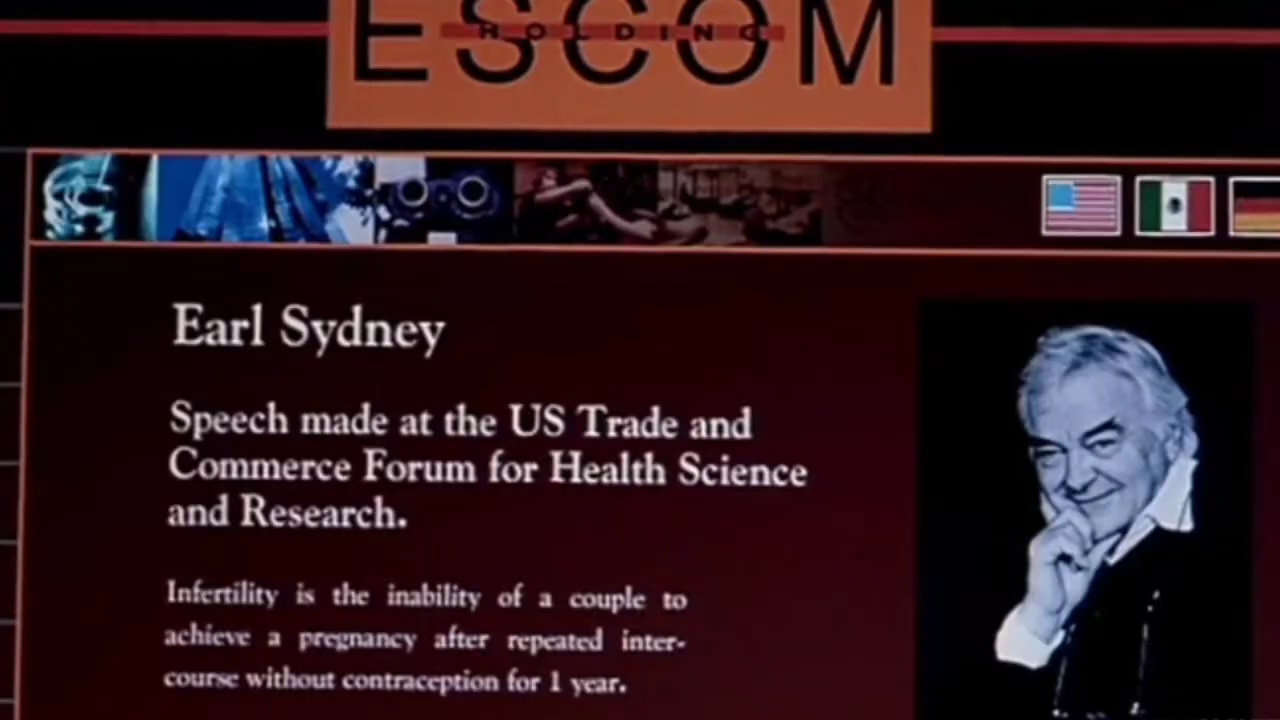 ESCOM
HOLDING
Earl Sydney
Speech made at the US Trade and
Commerce Forum for Health Science
and Research.
Infertility is the inability of a couple to
achieve a pregnancy after repeated inter-
course without contraception for 1 year.